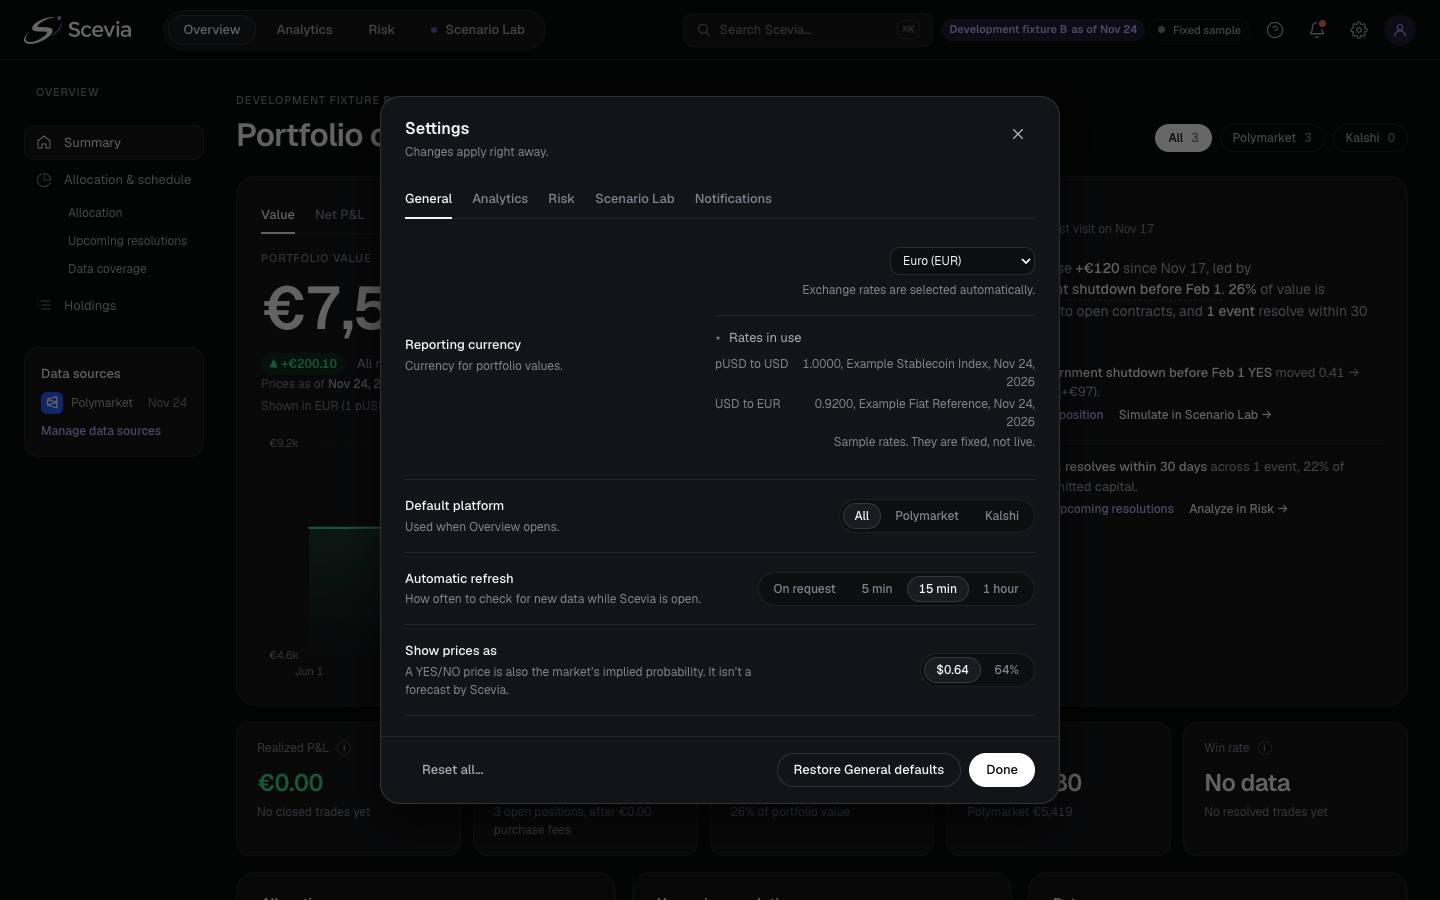 Scevia
Overview
Analytics
Risk
Scenario Lab
Search Scevia...
⌘K
Development fixture B as of Nov 24
Fixed sample
OVERVIEW
Summary
Allocation & schedule
Allocation
Upcoming resolutions
Data coverage
Holdings
Data sources
Polymarket Nov 24
Manage data sources
DEVELOPMENT FIXTURE
Portfolio
All 3
Polymarket 3
Kalshi 0
Value
Net P&L
PORTFOLIO VALUE
€7,5
▲ +€200.10
Prices as of Nov 24, 2
Shown in EUR (1 pUS
€9.2k
€4.6k
Jun 1
Settings
Changes apply right away.
General
Analytics
Risk
Scenario Lab
Notifications
Reporting currency
Currency for portfolio values.
Euro (EUR)
Exchange rates are selected automatically.
Rates in use
pUSD to USD 1.0000, Example Stablecoin Index, Nov 24,
2026
USD to EUR 0.9200, Example Fiat Reference, Nov 24,
2026
Sample rates. They are fixed, not live.
Default platform
Used when Overview opens.
All
Polymarket
Kalshi
Automatic refresh
How often to check for new data while Scevia is open.
On request
5 min
15 min
1 hour
Show prices as
A YES/NO price is also the market's implied probability. It isn't a
forecast by Scevia.
$0.64
64%
Reset all...
Restore General defaults
Done
st visit on Nov 17
se +€120 since Nov 17, led by
nt shutdown before Feb 1. 26% of value is
to open contracts, and 1 event resolve within 30
rnment shutdown before Feb 1 YES moved 0.41 →
(+€97).
position Simulate in Scenario Lab →
resolves within 30 days across 1 event, 22% of
mitted capital.
pcoming resolutions Analyze in Risk →
Realized P&L
€0.00
No closed trades yet
3 open positions, after €0.00
purchase fees
26% of portfolio value
30
Polymarket €5,419
Win rate
No data
No resolved trades yet